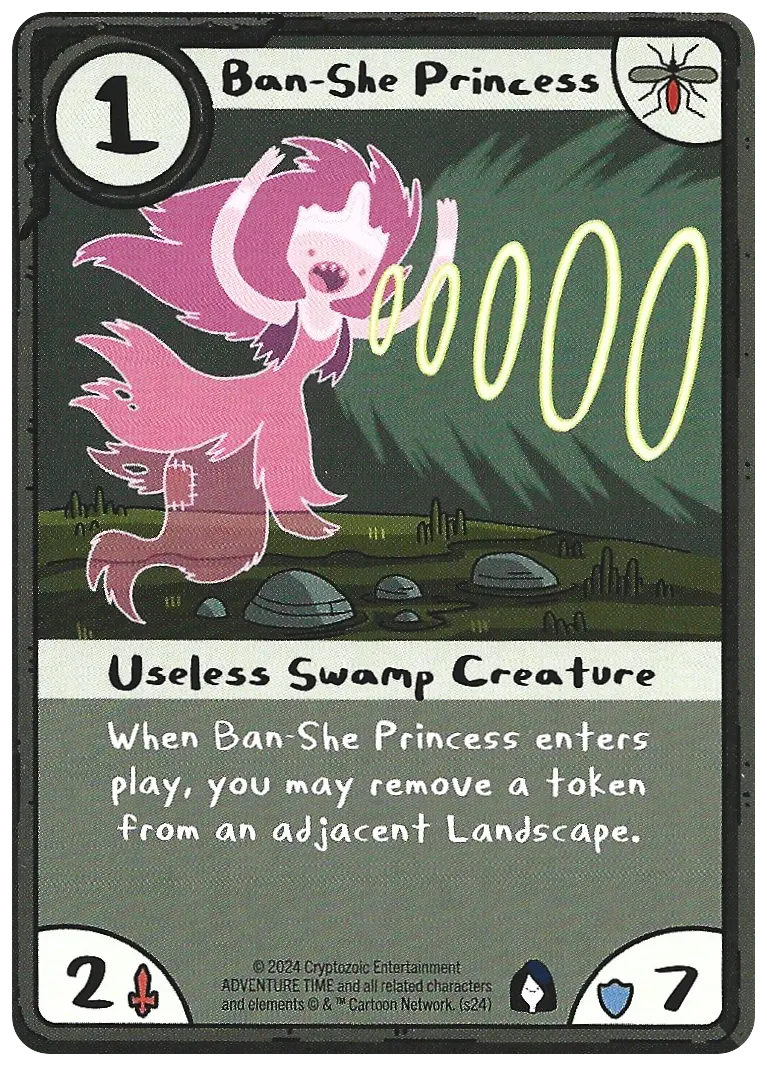 1
Ban-She Princess
Useless Swamp Creature
When Ban-She Princess enters
play, you may remove a token
from an adjacent Landscape.
2
© 2024 Cryptozoic Entertainment
ADVENTURE TIME and all related characters
and elements © & ™ Cartoon Network. (s24)
7